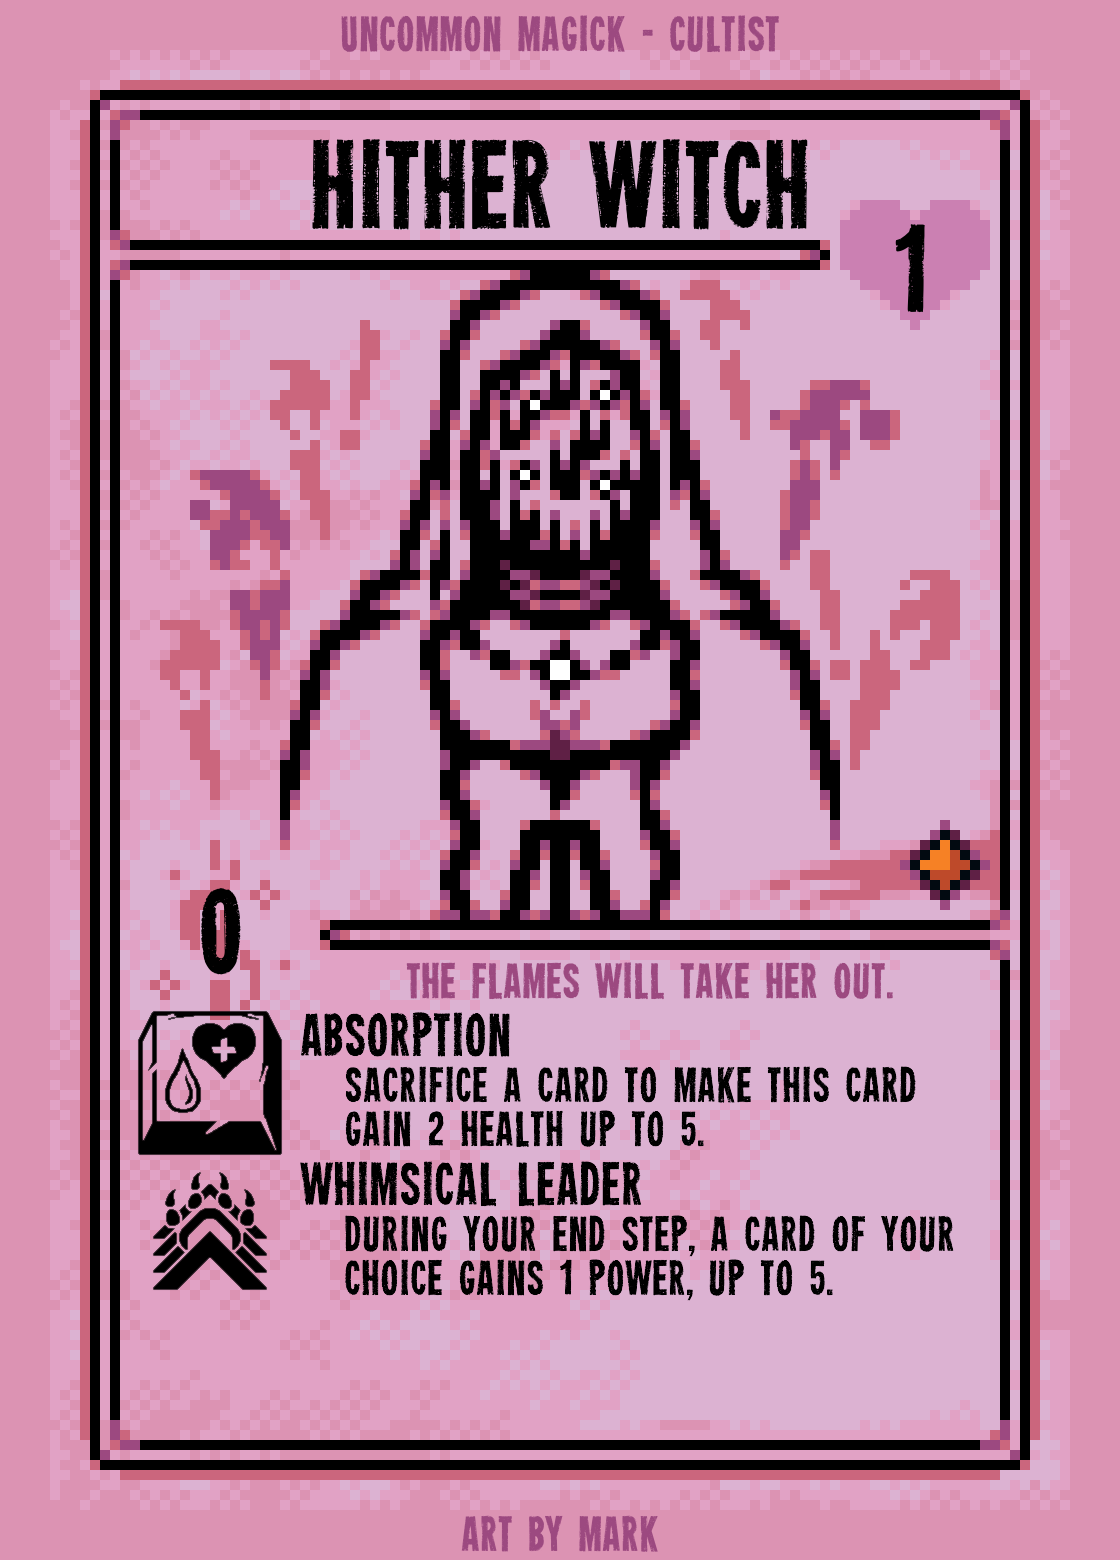 UNCOMMON MAGICK - CULTIST
HITHER WITCH
1
0
THE FLAMES WILL TAKE HER OUT.
ABSORPTION
SACRIFICE A CARD TO MAKE THIS CARD
GAIN 2 HEALTH UP TO 5.
WHIMSICAL LEADER
DURING YOUR END STEP, A CARD OF YOUR
CHOICE GAINS 1 POWER, UP TO 5.
ART BY MARK